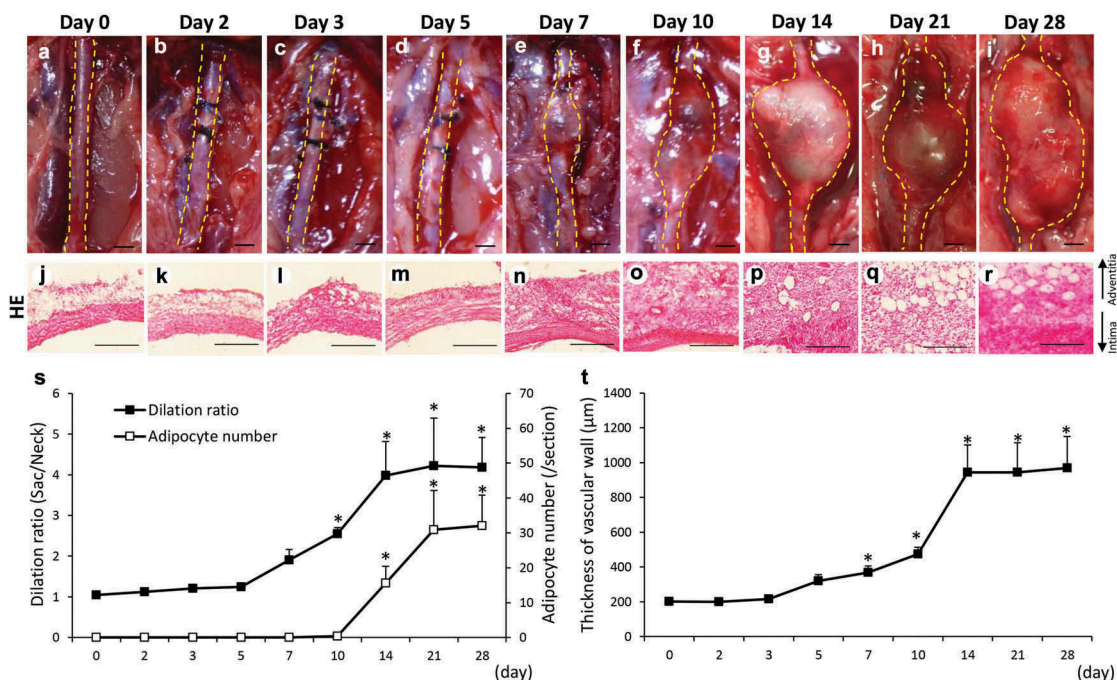 Day 0 Day 2 Day 3 Day 5 Day 7 Day 10 Day 14 Day 21 Day 28
a b c d e f g h i
HE
j k l m n o p q r
Adventitia
Intima
s
Dilation ratio (Sac/Neck)
6
5
4
3
2
1
0
Dilation ratio
Adipocyte number
* * * *
* * *
70
60
50
40
30
20
10
0
Adipocyte number (/section)
0 2 3 5 7 10 14 21 28
(day)
t
Thickness of vascular wall (μm)
1400
1200
1000
800
600
400
200
0
* * * * *
0 2 3 5 7 10 14 21 28
(day)